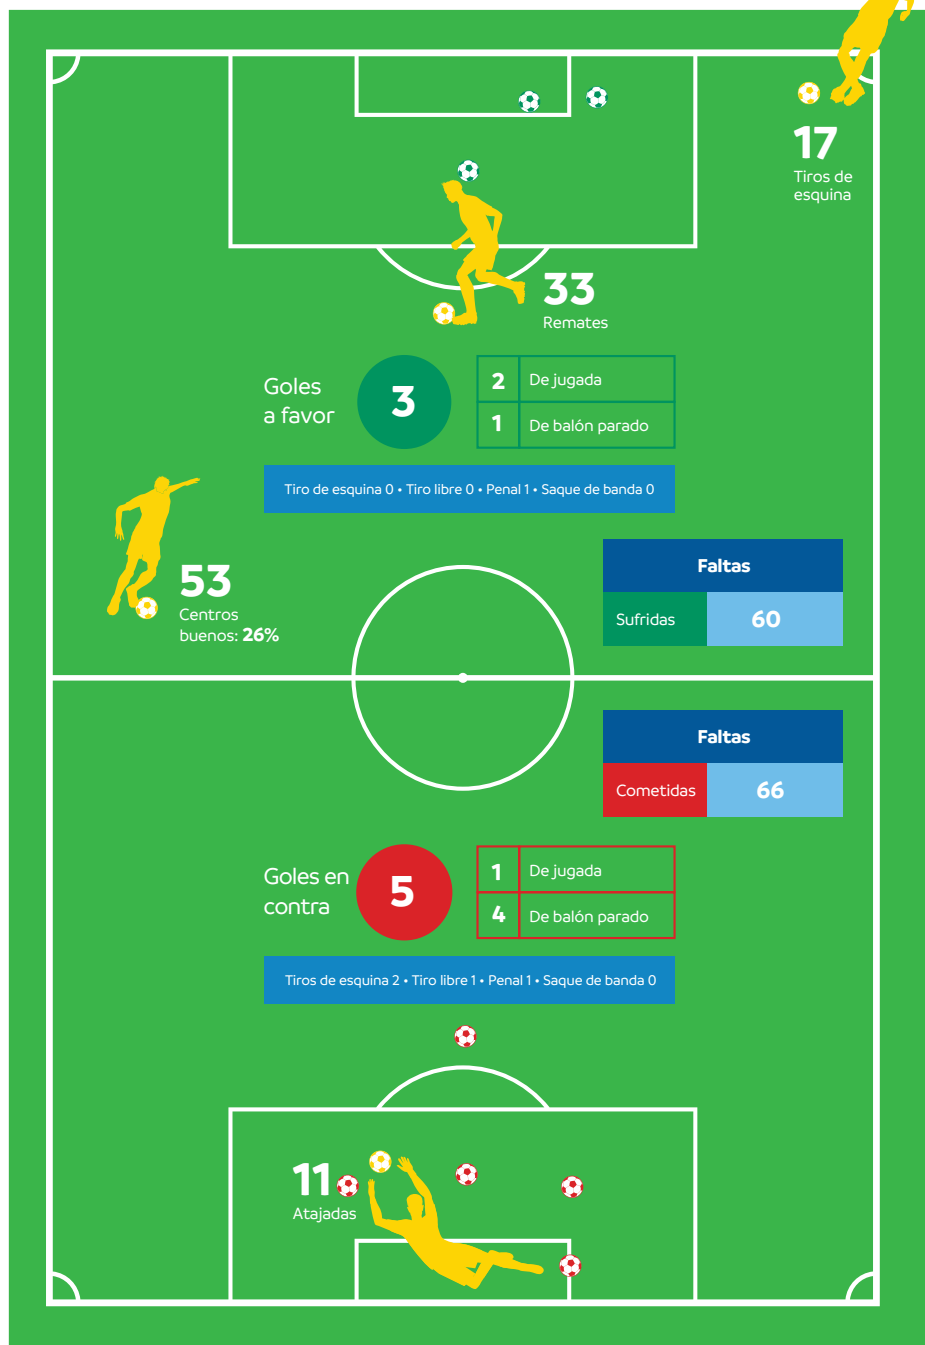 17
Tiros de
esquina
33
Remates
Goles
a favor
3
2 De jugada
1 De balón parado
Tiro de esquina 0 • Tiro libre 0 • Penal 1 • Saque de banda 0
53
Centros
buenos: 26%
Faltas
Sufridas 60
Faltas
Cometidas 66
Goles en
contra
5
1 De jugada
4 De balón parado
Tiros de esquina 2 • Tiro libre 1 • Penal 1 • Saque de banda 0
11
Atajadas